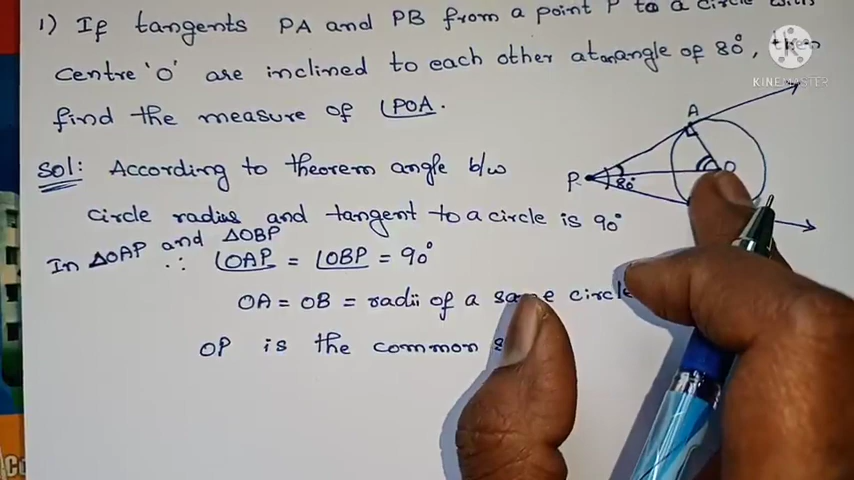 1) If tangents PA and PB from a point P to a circle with
centre 'O' are inclined to each other at an angle of 80°, then
find the measure of ∠POA.
Sol: According to theorem angle b/w
circle radius and tangent to a circle is 90°
In ΔOAP and ΔOBP
∴ ∠OAP = ∠OBP = 90°
OA = OB = radii of a same circle
OP is the common
A
P
80°
O
KINEMASTER